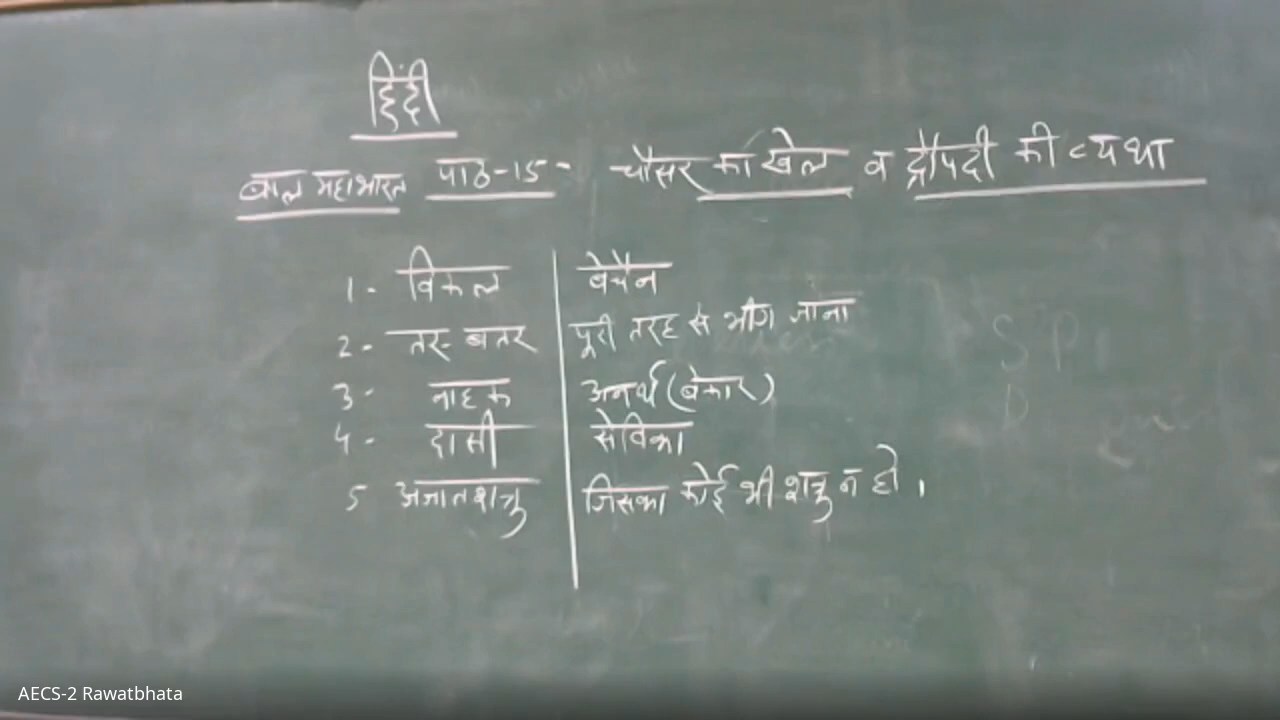 हिंदी
बाल महाभारत पाठ-15- चौसर का खेल व द्रौपदी की व्यथा
1- विकल बेचैन
2- तर-बतर पूरी तरह से भीग जाना
3- नाहक अनर्थ (बेकार)
4- दासी सेविका
5 अजातशत्रु जिसका कोई भी शत्रु न हो।
AECS-2 Rawatbhata